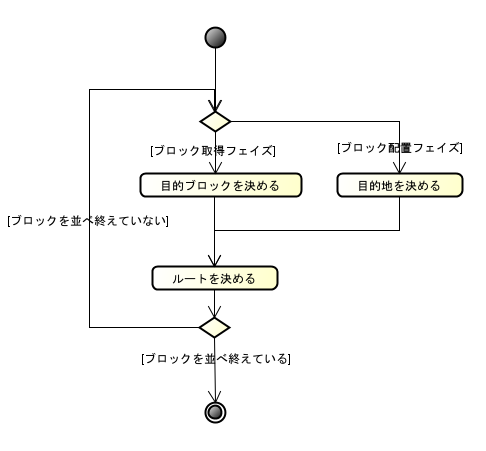 [ブロック取得フェイズ]
[ブロック配置フェイズ]
目的ブロックを決める
目的地を決める
[ブロックを並べ終えていない]
ルートを決める
[ブロックを並べ終えている]